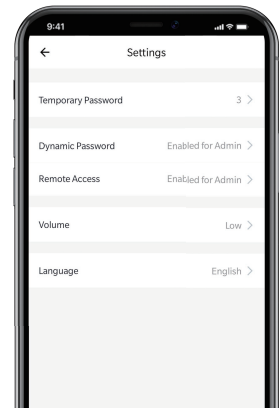 9:41
Settings
Temporary Password 3
Dynamic Password Enabled for Admin
Remote Access Enabled for Admin
Volume Low
Language English